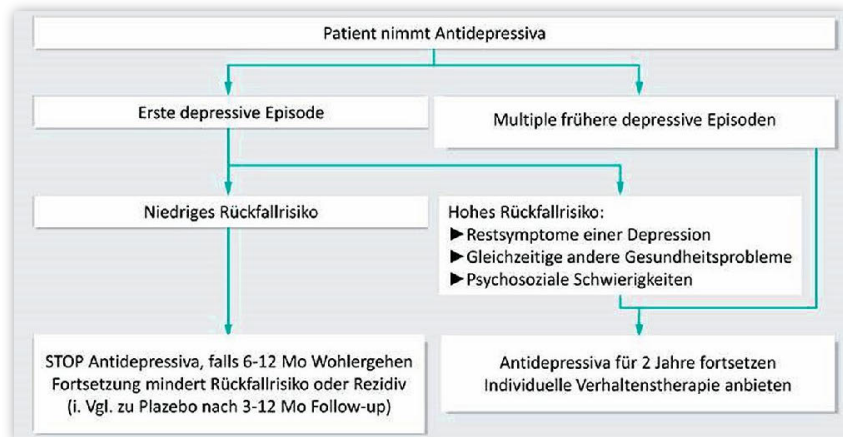 Patient nimmt Antidepressiva
Erste depressive Episode
Multiple frühere depressive Episoden
Niedriges Rückfallrisiko
Hohes Rückfallrisiko:
►Restsymptome einer Depression
►Gleichzeitige andere Gesundheitsprobleme
►Psychosoziale Schwierigkeiten
STOP Antidepressiva, falls 6-12 Mo Wohlergehen
Fortsetzung mindert Rückfallrisiko oder Rezidiv
(i. Vgl. zu Plazebo nach 3-12 Mo Follow-up)
Antidepressiva für 2 Jahre fortsetzen
Individuelle Verhaltenstherapie anbieten